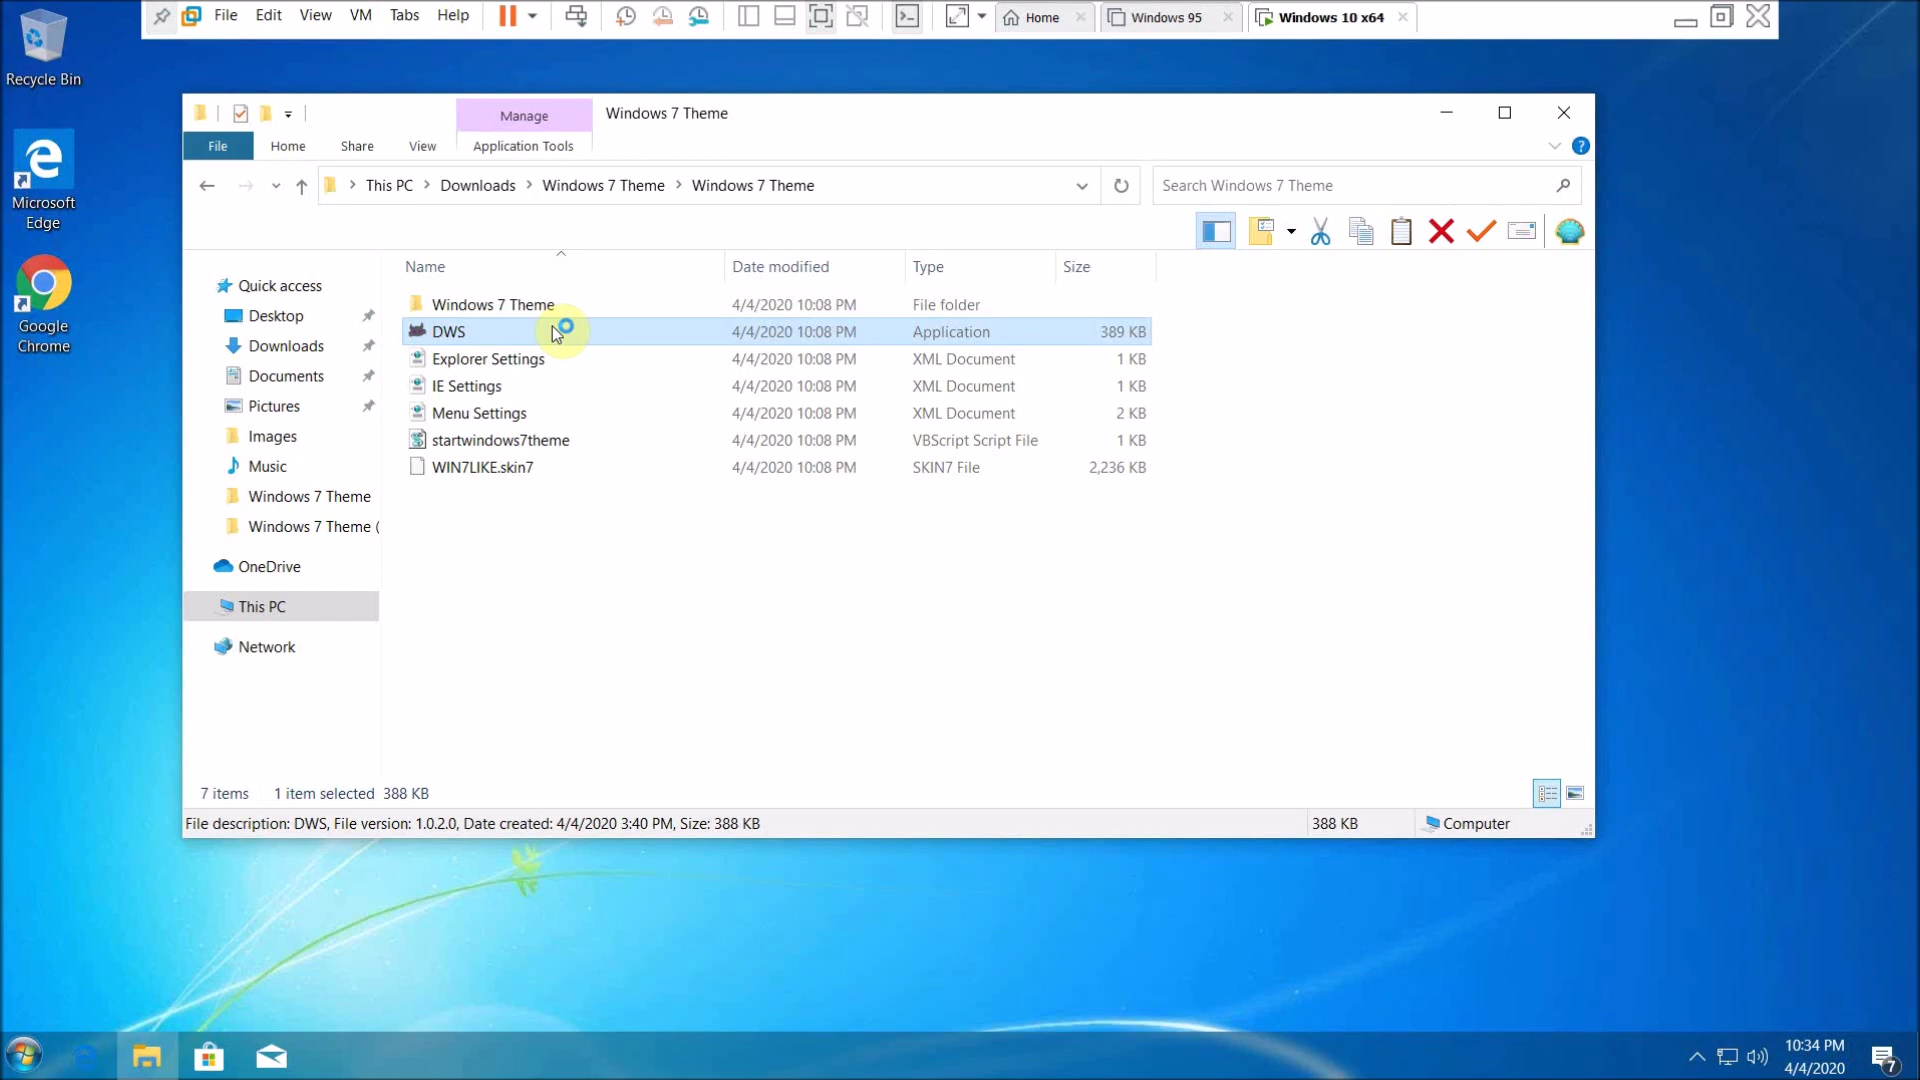 File Edit View VM Tabs Help Home Windows 95 Windows 10 x64
Recycle Bin
Microsoft
Edge
Google
Chrome
Manage Windows 7 Theme
File Home Share View Application Tools
This PC Downloads Windows 7 Theme Windows 7 Theme Search Windows 7 Theme
Name Date modified Type Size
Windows 7 Theme 4/4/2020 10:08 PM File folder
DWS 4/4/2020 10:08 PM Application 389 KB
Explorer Settings 4/4/2020 10:08 PM XML Document 1 KB
IE Settings 4/4/2020 10:08 PM XML Document 1 KB
Menu Settings 4/4/2020 10:08 PM XML Document 2 KB
startwindows7theme 4/4/2020 10:08 PM VBScript Script File 1 KB
WIN7LIKE.skin7 4/4/2020 10:08 PM SKIN7 File 2,236 KB
Quick access
Desktop
Downloads
Documents
Pictures
Images
Music
Windows 7 Theme
Windows 7 Theme (
OneDrive
This PC
Network
7 items 1 item selected 388 KB
File description: DWS, File version: 1.0.2.0, Date created: 4/4/2020 3:40 PM, Size: 388 KB 388 KB Computer
10:34 PM
4/4/2020
7